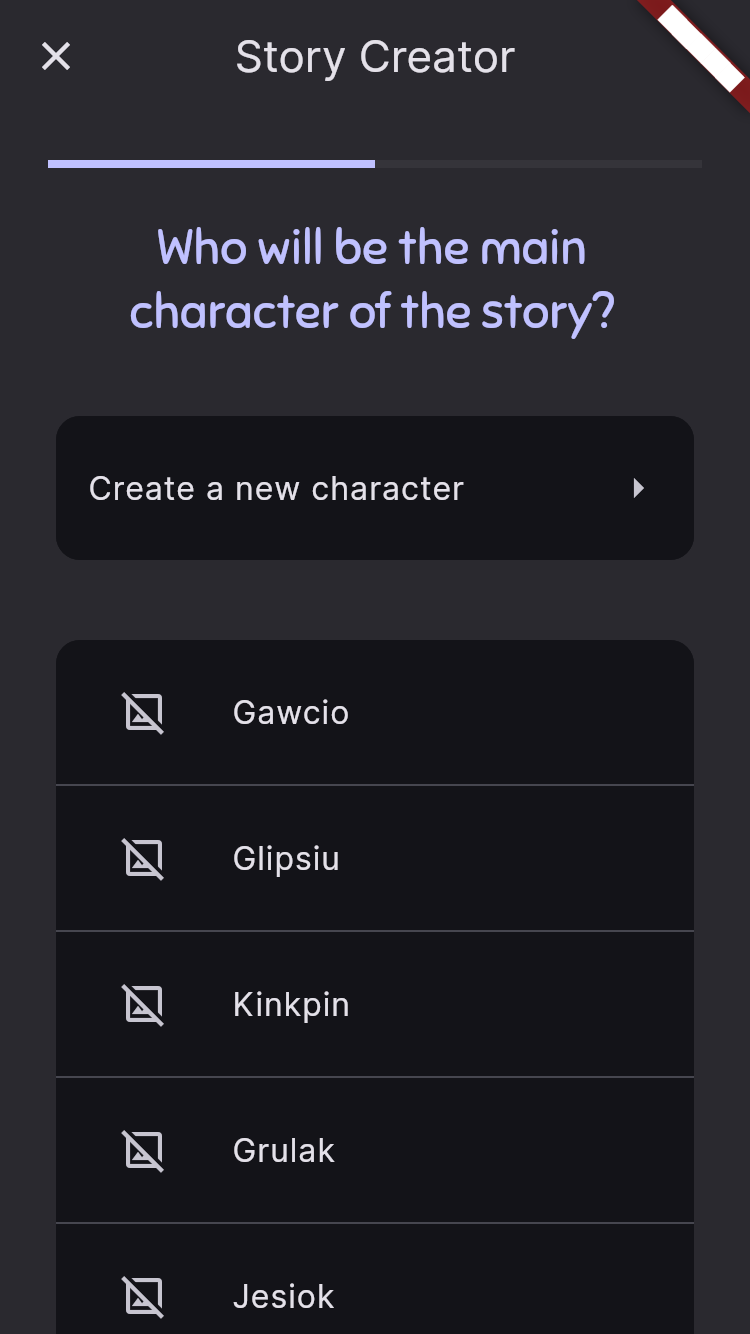 Story Creator
Who will be the main
character of the story?
Create a new character
Gawcio
Glipsiu
Kinkpin
Grulak
Jesiok